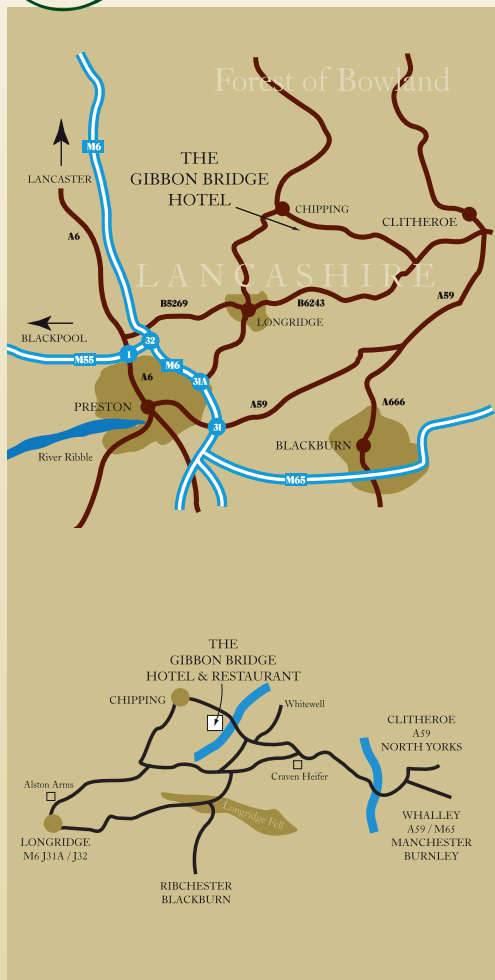 Forest of Bowland
M6
THE
GIBBON BRIDGE
HOTEL
LANCASTER
CHIPPING
CLITHEROE
A6
LANCASHIRE
B5269
B6243
A59
LONGRIDGE
BLACKPOOL
32
1
M55
M6
A6
31A
PRESTON
A59
A666
31
BLACKBURN
River Ribble
M65
THE
GIBBON BRIDGE
HOTEL & RESTAURANT
CHIPPING
Whitewell
CLITHEROE
A59
NORTH YORKS
Craven Heifer
Alston Arms
Longridge Fell
LONGRIDGE
M6 J31A / J32
WHALLEY
A59 / M65
MANCHESTER
BURNLEY
RIBCHESTER
BLACKBURN